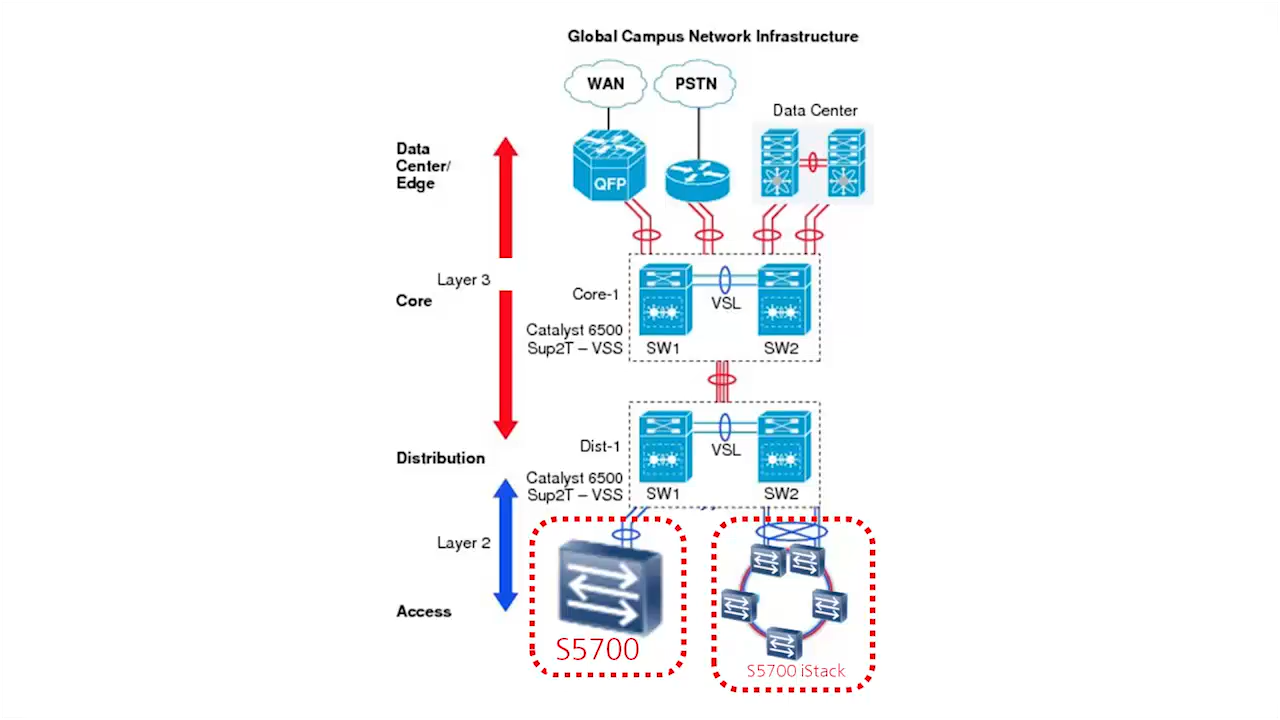 Global Campus Network Infrastructure
WAN
PSTN
Data Center
Data
Center/
Edge
QFP
Layer 3
Core
Core-1
VSL
Catalyst 6500
Sup2T – VSS
SW1
SW2
Dist-1
VSL
Distribution
Catalyst 6500
Sup2T – VSS
SW1
SW2
Layer 2
Access
S5700
S5700 iStack